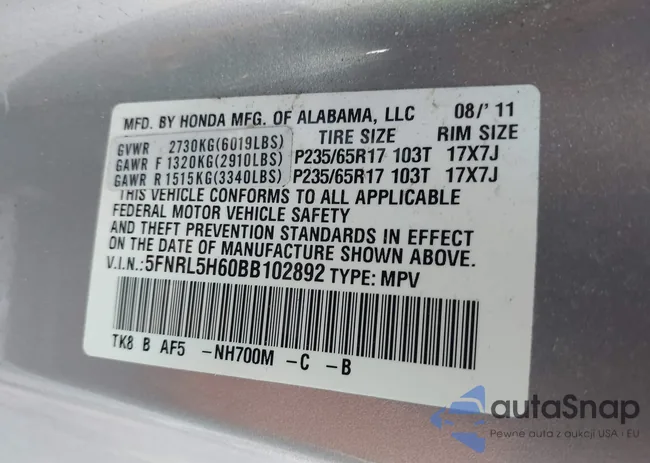 MFD. BY HONDA MFG. OF ALABAMA, LLC 08/'11
TIRE SIZE RIM SIZE
GVWR 2730KG(6019LBS)
GAWR F 1320KG(2910LBS) P235/65R17 103T 17X7J
GAWR R 1515KG(3340LBS) P235/65R17 103T 17X7J
THIS VEHICLE CONFORMS TO ALL APPLICABLE
FEDERAL MOTOR VEHICLE SAFETY
AND THEFT PREVENTION STANDARDS IN EFFECT
ON THE DATE OF MANUFACTURE SHOWN ABOVE.
V.I.N.:5FNRL5H60BB102892 TYPE: MPV
TK8 B AF5 -NH700M -C -B
autaSnap
Pewne auta z aukcji USA - EU